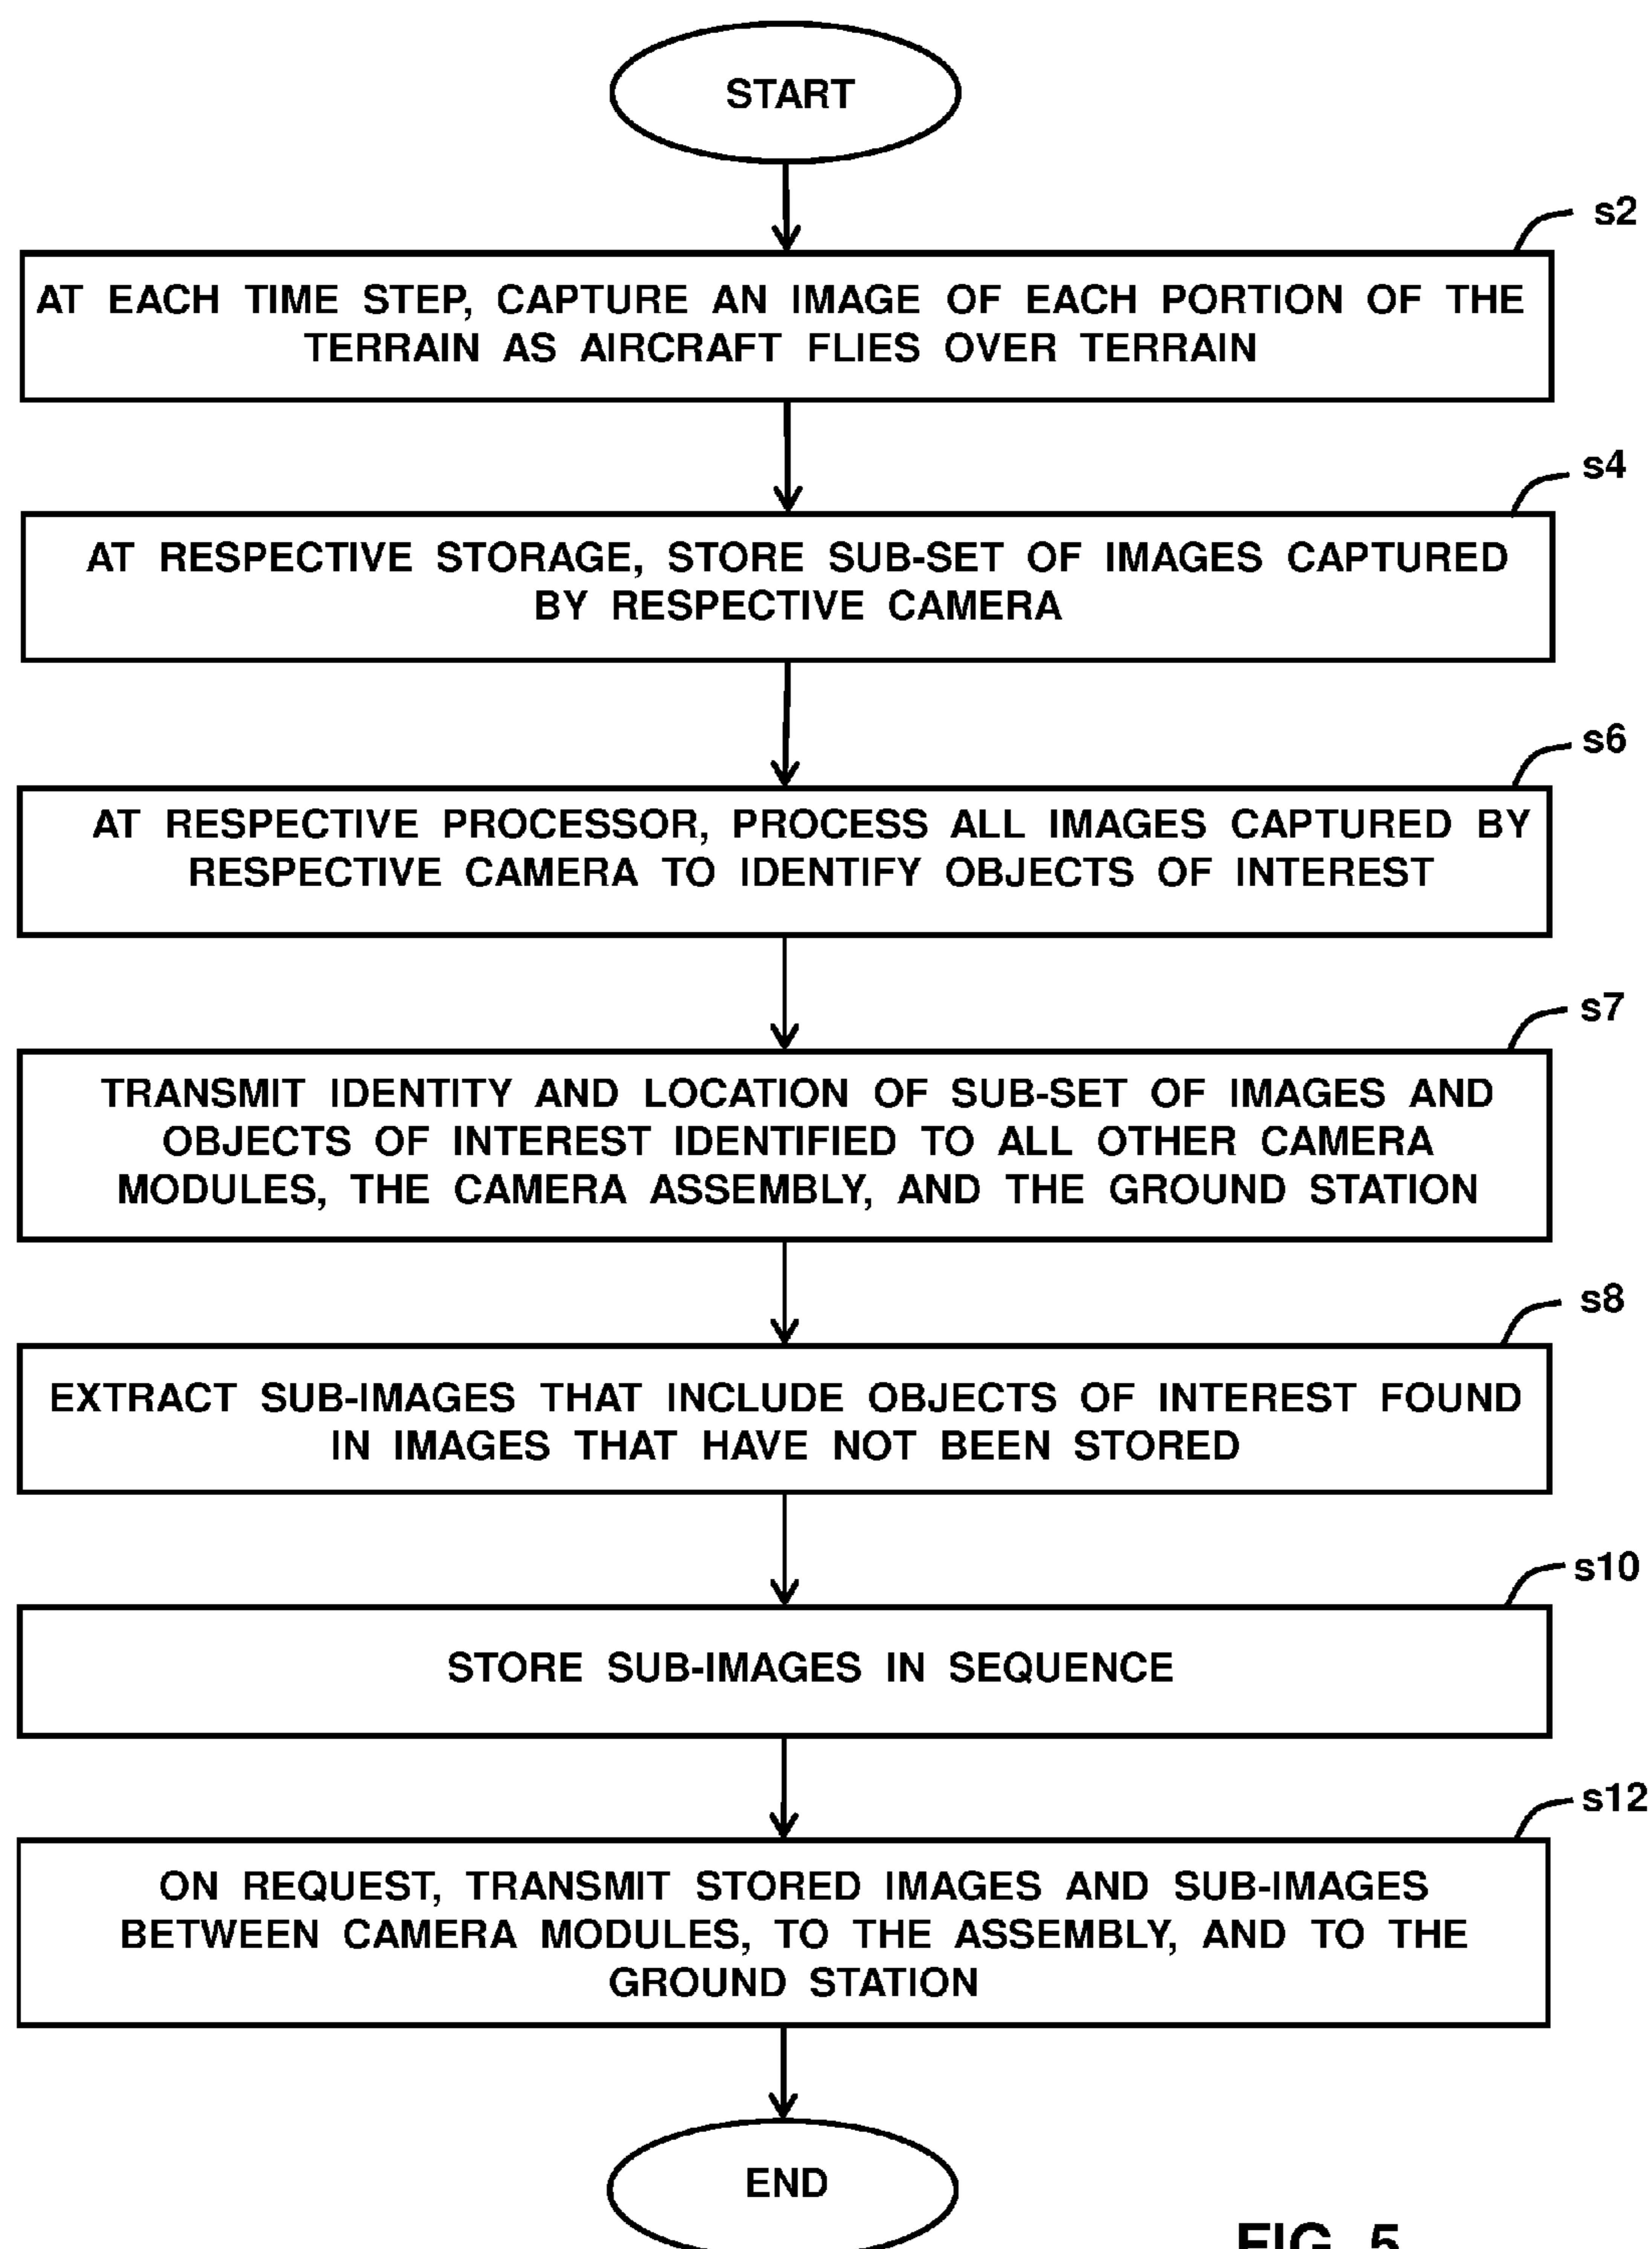 START
s2
AT EACH TIME STEP, CAPTURE AN IMAGE OF EACH PORTION OF THE
TERRAIN AS AIRCRAFT FLIES OVER TERRAIN
s4
AT RESPECTIVE STORAGE, STORE SUB-SET OF IMAGES CAPTURED
BY RESPECTIVE CAMERA
s6
AT RESPECTIVE PROCESSOR, PROCESS ALL IMAGES CAPTURED BY
RESPECTIVE CAMERA TO IDENTIFY OBJECTS OF INTEREST
s7
TRANSMIT IDENTITY AND LOCATION OF SUB-SET OF IMAGES AND
OBJECTS OF INTEREST IDENTIFIED TO ALL OTHER CAMERA
MODULES, THE CAMERA ASSEMBLY, AND THE GROUND STATION
s8
EXTRACT SUB-IMAGES THAT INCLUDE OBJECTS OF INTEREST FOUND
IN IMAGES THAT HAVE NOT BEEN STORED
s10
STORE SUB-IMAGES IN SEQUENCE
s12
ON REQUEST, TRANSMIT STORED IMAGES AND SUB-IMAGES
BETWEEN CAMERA MODULES, TO THE ASSEMBLY, AND TO THE
GROUND STATION
END
FIG. 5